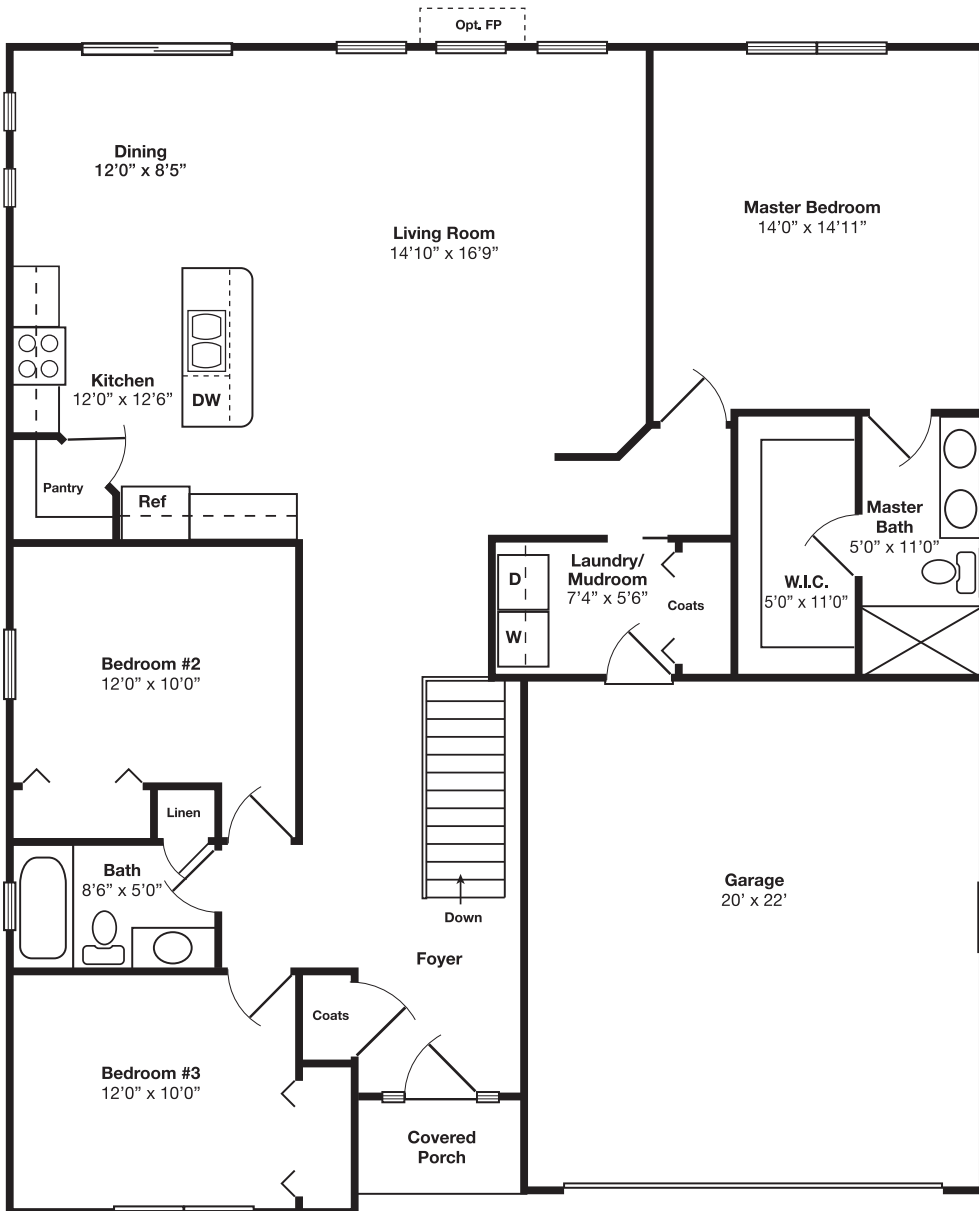 Opt. FP
Dining
12’0” x 8’5”
Living Room
14’10” x 16’9”
Master Bedroom
14’0” x 14’11”
Kitchen
12’0” x 12’6”
DW
Pantry
Ref
Master
Bath
5’0” x 11’0”
Laundry/
Mudroom
7’4” x 5’6”
D
W
Coats
W.I.C.
5’0” x 11’0”
Bedroom #2
12’0” x 10’0”
Linen
Bath
8’6” x 5’0”
Garage
20’ x 22’
Down
Foyer
Coats
Bedroom #3
12’0” x 10’0”
Covered
Porch